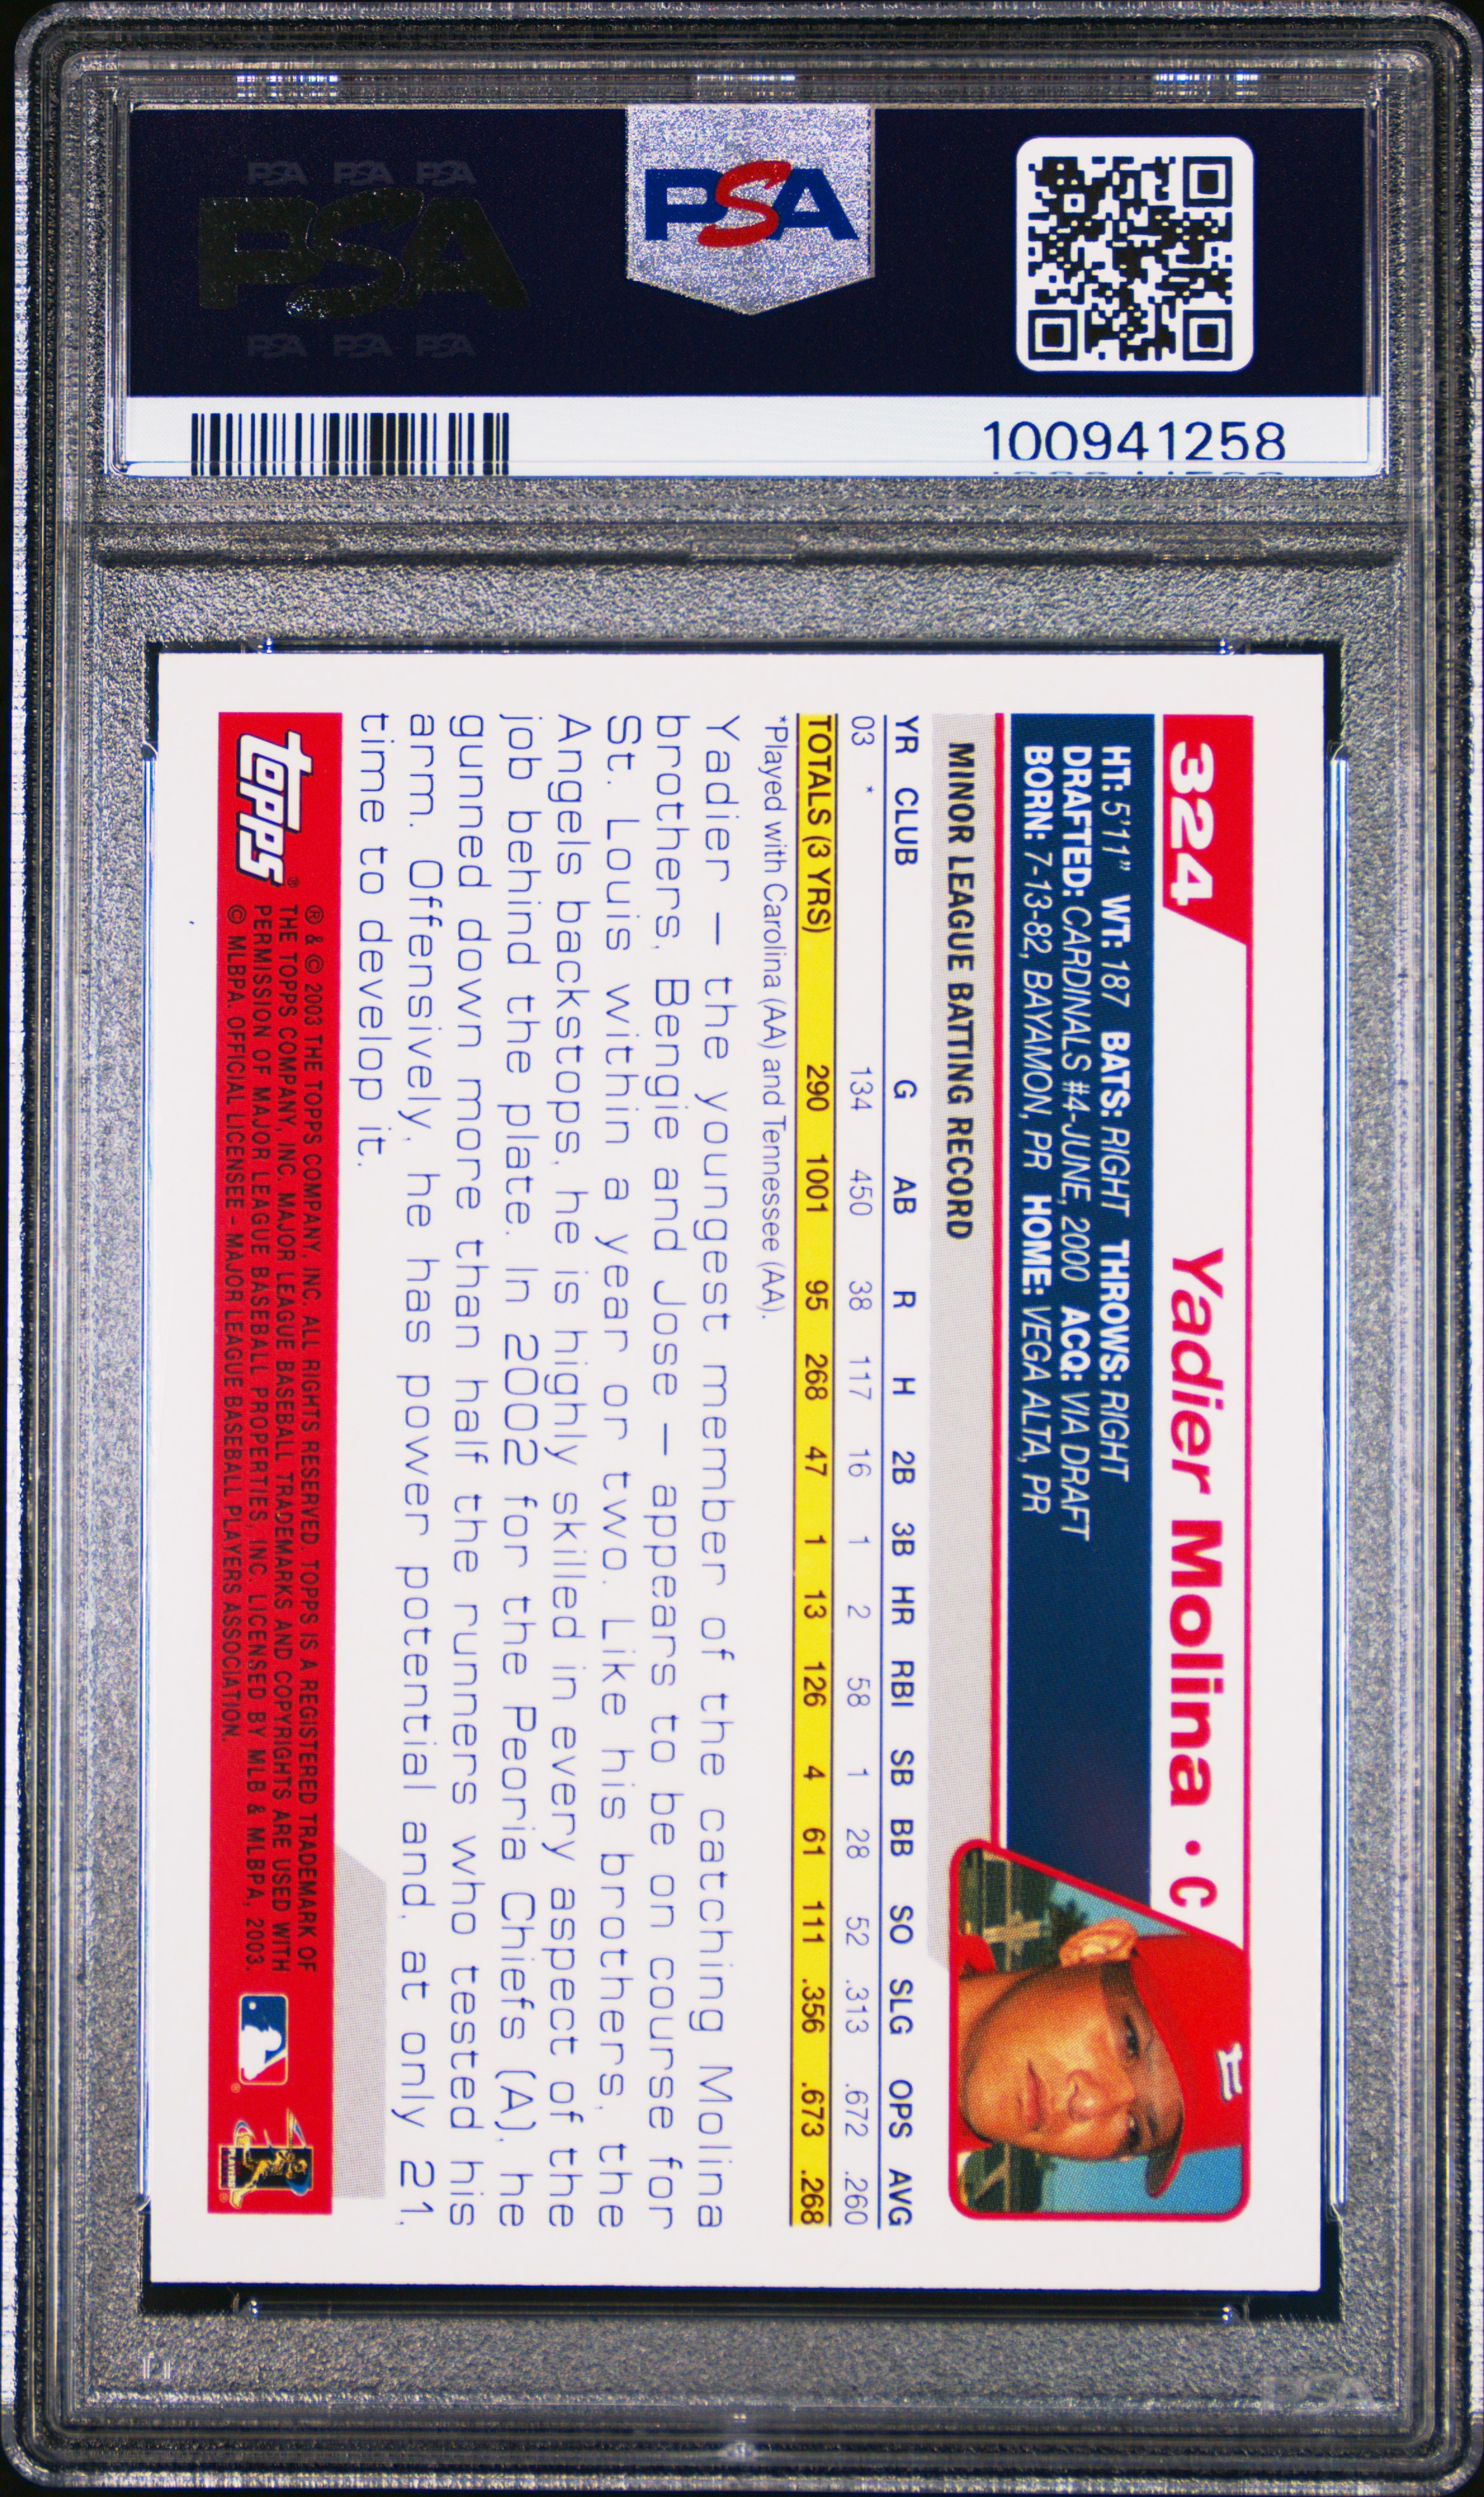 PSA PSA PSA
PSA
PSA PSA PSA
PSA
100941258
324
Yadier Molina • C
HT: 5'11" WT: 187 BATS: RIGHT THROWS: RIGHT
DRAFTED: CARDINALS #4-JUNE, 2000 ACQ: VIA DRAFT
BORN: 7-13-82, BAYAMON, PR HOME: VEGA ALTA, PR
MINOR LEAGUE BATTING RECORD
YR CLUB G AB R H 2B 3B HR RBI SB BB SO SLG OPS AVG
03 * 134 450 38 117 16 1 2 58 1 28 52 .313 .672 .260
TOTALS (3 YRS) 290 1001 95 268 47 1 13 126 4 61 111 .356 .673 .268
*Played with Carolina (AA) and Tennessee (AA).
Yadier — the youngest member of the catching Molina
brothers, Bengie and Jose — appears to be on course for
St. Louis within a year or two. Like his brothers, the
Angels backstops, he is highly skilled in every aspect of the
job behind the plate. In 2002 for the Peoria Chiefs (A), he
gunned down more than half the runners who tested his
arm. Offensively, he has power potential and, at only 21,
time to develop it.
topps®
® & © 2003 THE TOPPS COMPANY, INC. ALL RIGHTS RESERVED. TOPPS IS A REGISTERED TRADEMARK OF
THE TOPPS COMPANY, INC. MAJOR LEAGUE BASEBALL TRADEMARKS AND COPYRIGHTS ARE USED WITH
PERMISSION OF MAJOR LEAGUE BASEBALL PROPERTIES, INC. LICENSED BY MLB & MLBPA, 2003.
© MLBPA. OFFICIAL LICENSEE - MAJOR LEAGUE BASEBALL PLAYERS ASSOCIATION.
PSA